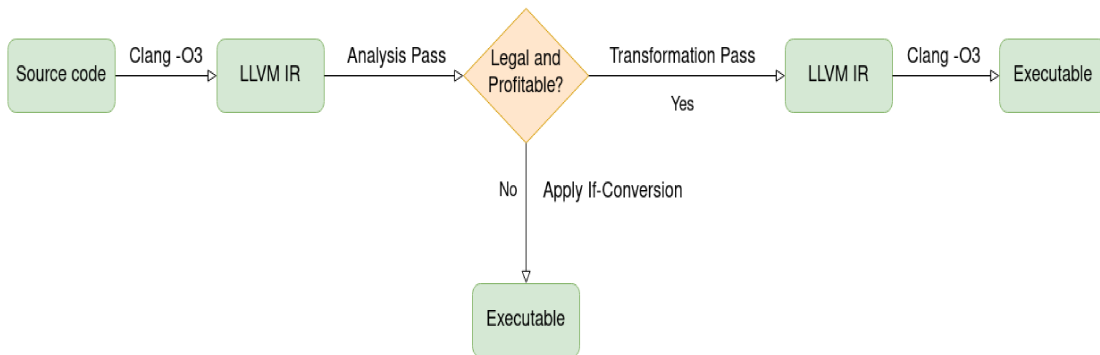 Source code
Clang -O3
LLVM IR
Analysis Pass
Legal and
Profitable?
Transformation Pass
Yes
LLVM IR
Clang -O3
Executable
No
Apply If-Conversion
Executable